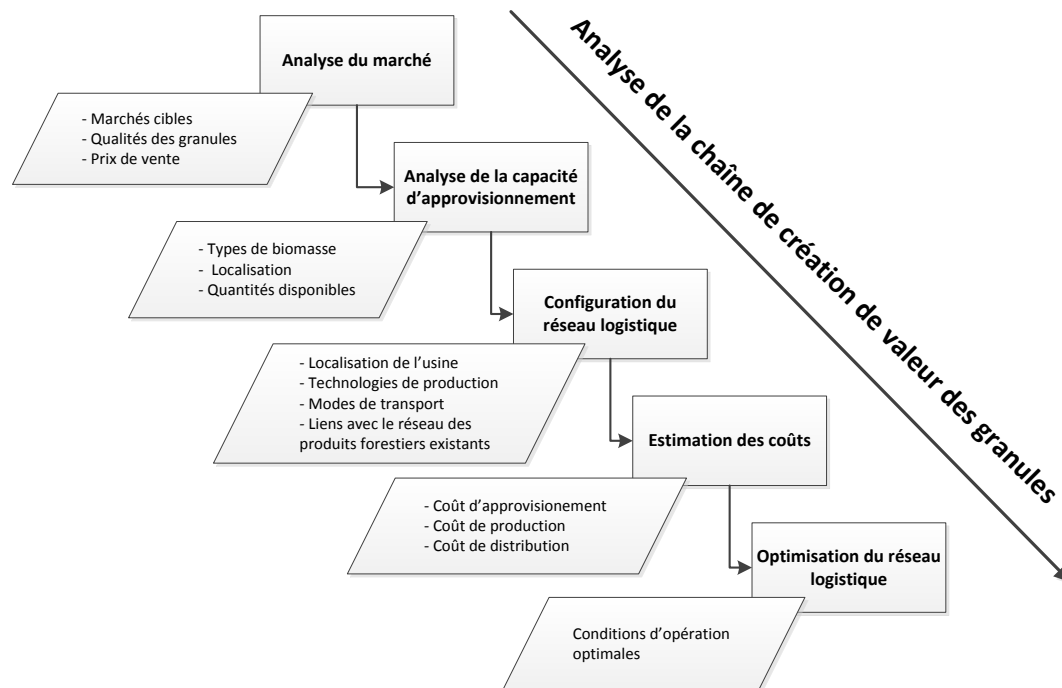 Analyse du marché
- Marchés cibles
- Qualités des granules
- Prix de vente
Analyse de la capacité
d'approvisionnement
- Types de biomasse
- Localisation
- Quantités disponibles
Configuration du
réseau logistique
- Localisation de l'usine
- Technologies de production
- Modes de transport
- Liens avec le réseau des
produits forestiers existants
Estimation des coûts
- Coût d'approvisionement
- Coût de production
- Coût de distribution
Optimisation du réseau
logistique
Conditions d'opération
optimales
Analyse de la chaîne de création de valeur des granules